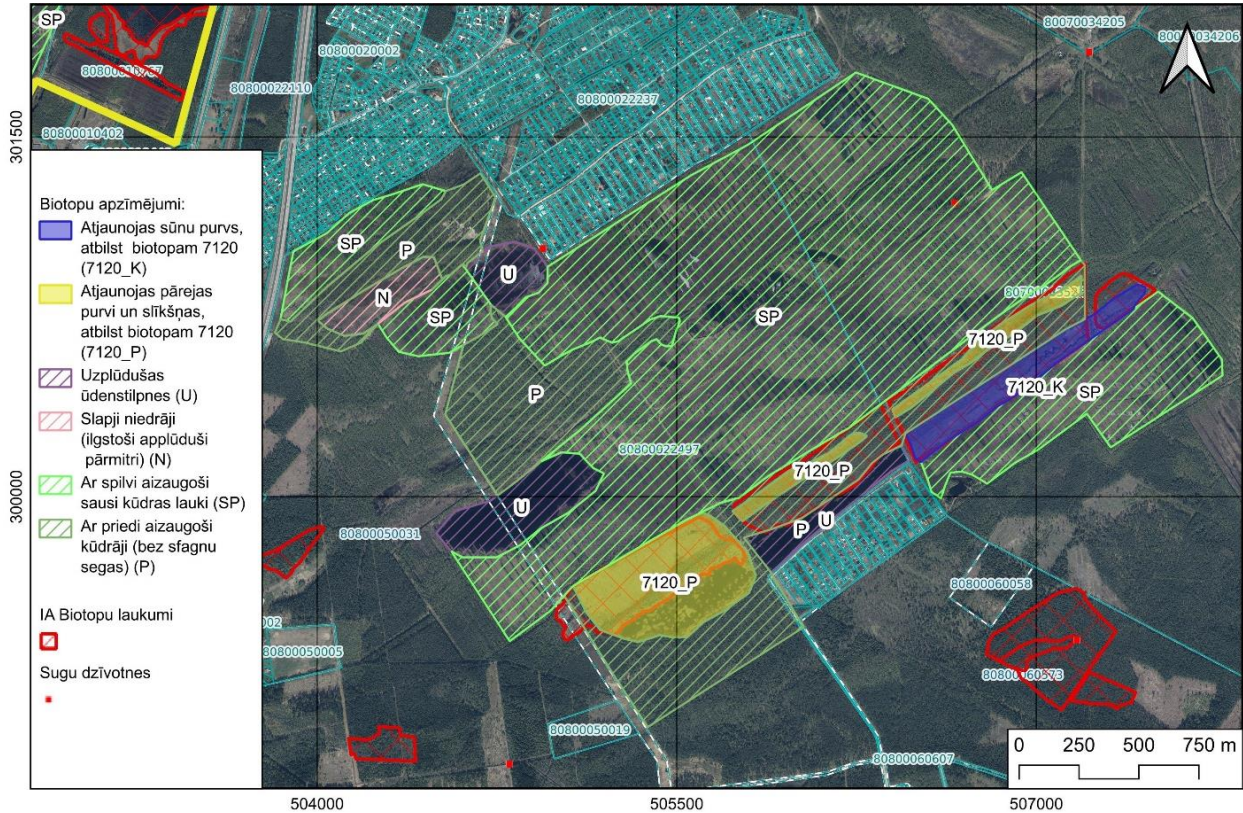 SP
80800020002
80070034205
80800022110
80800022237
80800010402
301500
Biotopu apzīmējumi:
Atjaunojas sūnu purvs,
atbilst biotopam 7120
(7120_K)
Atjaunojas pārejas
purvi un slīkšņas,
atbilst biotopam 7120
(7120_P)
Uzplūdušas
ūdenstilpnes (U)
Slapji niedrāji
(ilgstoši applūduši
pārmitri) (N)
Ar spilvi aizaugoši
sausi kūdras lauki (SP)
Ar priedi aizaugoši
kūdrāji (bez sfagnu
segas) (P)
IA Biotopu laukumi
Sugu dzīvotnes
SP
P
N
SP
U
SP
P
7120_P
7120_K
SP
80800022497
7120_P
U
U
P
7120_P
300000
80800050031
80800060058
80800050005
80800060373
80800050019
80800060607
0 250 500 750 m
504000
505500
507000